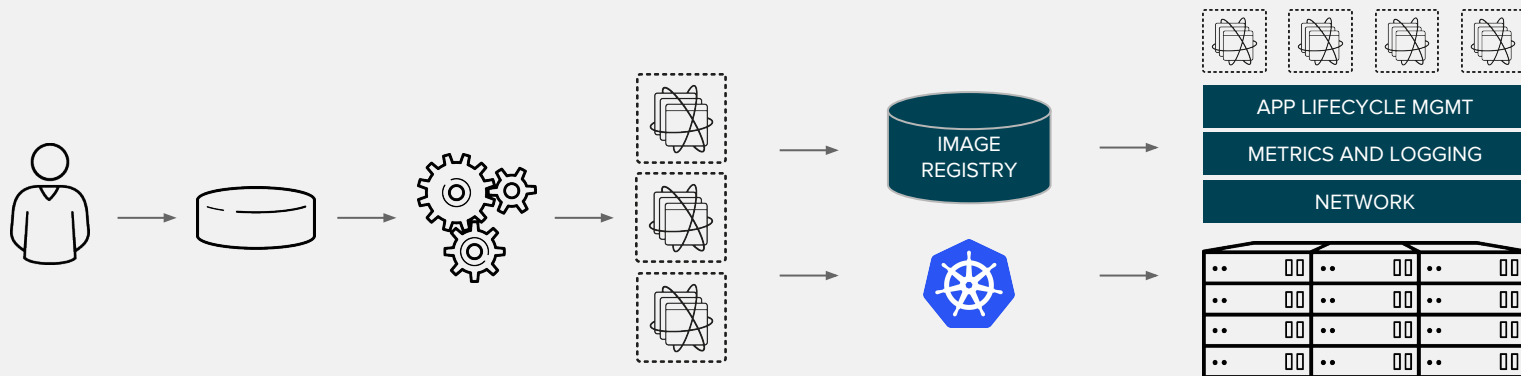 IMAGE
REGISTRY
APP LIFECYCLE MGMT
METRICS AND LOGGING
NETWORK